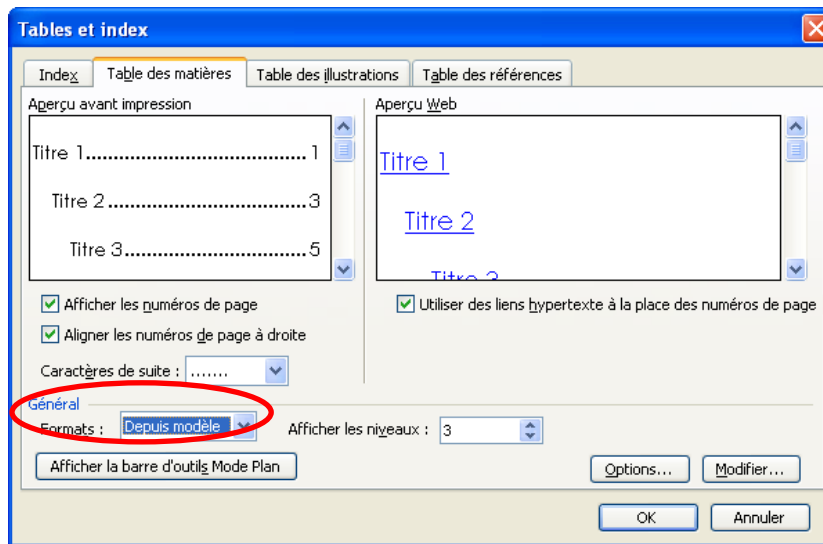 Tables et index
Index Table des matières Table des illustrations Table des références
Aperçu avant impression Aperçu Web
Titre 1.................................... 1
Titre 2................................3
Titre 3.............................5
Titre 1
Titre 2
Titre 3
Afficher les numéros de page
Utiliser des liens hypertexte à la place des numéros de page
Aligner les numéros de page à droite
Caractères de suite : .......
Général
Formats : Depuis modèle Afficher les niveaux : 3
Afficher la barre d'outils Mode Plan Options... Modifier...
OK Annuler